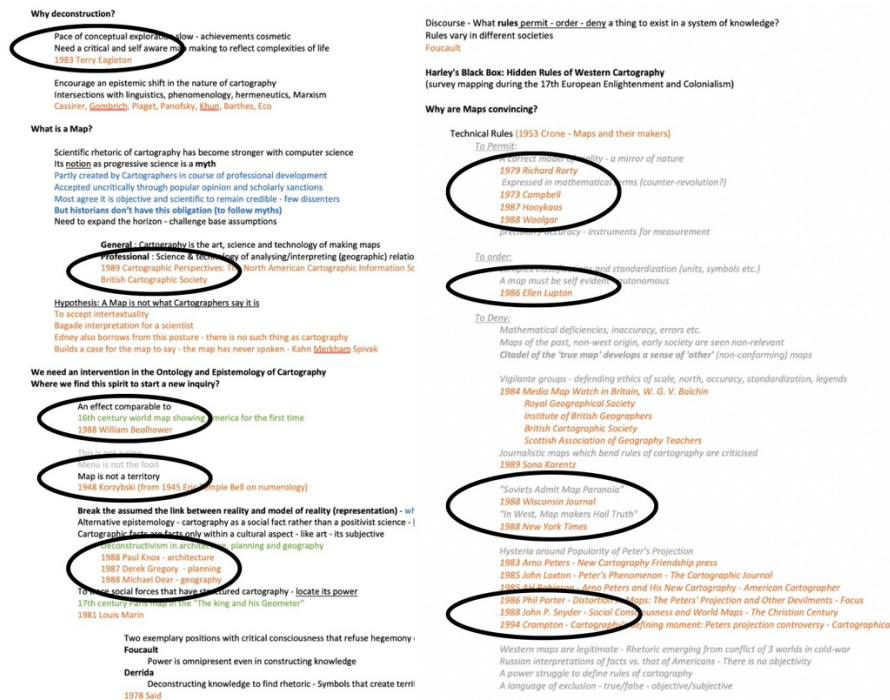 Why deconstruction?
Pace of conceptual exploration slow - achievements cosmetic
Need a critical and self aware map making to reflect complexities of life
1983 Terry Eagleton
Encourage an epistemic shift in the nature of cartography
Intersections with linguistics, phenomenology, hermeneutics, Marxism
Cassirer, Gombrich, Piaget, Panofsky, Khun, Barthes, Eco
What is a Map?
Scientific rhetoric of cartography has become stronger with computer science
Its notion as progressive science is a myth
Partly created by Cartographers in course of professional development
Accepted uncritically through popular opinion and scholarly sanctions
Most agree it is objective and scientific to remain credible - few dissenters
But historians don't have this obligation (to follow myths)
Need to expand the horizon - challenge base assumptions
General : Cartography is the art, science and technology of making maps
Professional : Science & technology of analysing/interpreting (geographic) relatio
1989 Cartographic Perspectives: The North American Cartographic Information So
British Cartographic Society
Hypothesis: A Map is not what Cartographers say it is
To accept intertextuality
Bagade interpretation for a scientist
Edney also borrows from this posture - there is no such thing as cartography
Builds a case for the map to say - the map has never spoken - Kahn Merkham Spivak
We need an intervention in the Ontology and Epistemology of Cartography
Where we find this spirit to start a new inquiry?
An effect comparable to
16th century world map showing America for the first time
1988 William Beolhower
This is not a pipe
Menu is not the food
Map is not a territory
1948 Korzybski (from 1945 Eric Temple Bell on numerology)
Break the assumed the link between reality and model of reality (representation) - wh
Alternative epistemology - cartography as a social fact rather than a positivist science -
Cartographic facts are facts only within a cultural aspect - like art - its subjective
Deconstructivism in architecture, planning and geography
1988 Paul Knox - architecture
1987 Derek Gregory - planning
1988 Michael Dear - geography
To trace social forces that have structured cartography - locate its power
17th century Paris map in the "The king and his Geometer"
1981 Louis Marin
Two exemplary positions with critical consciousness that refuse hegemony
Foucault
Power is omnipresent even in constructing knowledge
Derrida
Deconstructing knowledge to find rhetoric - Symbols that create territ
1978 Said
Discourse - What rules permit - order - deny a thing to exist in a system of knowledge?
Rules vary in different societies
Foucault
Harley's Black Box: Hidden Rules of Western Cartography
(survey mapping during the 17th European Enlightenment and Colonialism)
Why are Maps convincing?
Technical Rules (1953 Crone - Maps and their makers)
To Permit:
A correct model of reality - a mirror of nature
1979 Richard Rorty
Expressed in mathematical terms (counter-revolution?)
1973 Campbell
1987 Hooykaas
1988 Woolgar
precision/accuracy - instruments for measurement
To order:
complex classifications and standardization (units, symbols etc.)
A map must be self evident autonomous
1986 Ellen Lupton
To Deny:
Mathematical deficiencies, inaccuracy, errors etc.
Maps of the past, non-west origin, early society are seen non-relevant
Citadel of the 'true map' develops a sense of 'other' (non-conforming) maps
Vigilante groups - defending ethics of scale, north, accuracy, standardization, legends
1984 Media Map Watch in Britain, W. G. V. Balchin
Royal Geographical Society
Institute of British Geographers
British Cartographic Society
Scottish Association of Geography Teachers
Journalistic maps which bend rules of cartography are criticised
1989 Sona Karentz
"Soviets Admit Map Paranoia"
1988 Wisconsin Journal
"In West, Map makers Hail Truth"
1988 New York Times
Hysteria around Popularity of Peter's Projection
1983 Arno Peters - New Cartography Friendship press
1985 John Loxton - Peter's Phenomenon - The Cartographic Journal
1985 AH Robinson - Arno Peters and His New Cartography - American Cartographer
1986 Phil Porter - Distortion Maps: The Peters' Projection and Other Devilments - Focus
1988 John P. Snyder - Social Consciousness and World Maps - The Christian Century
1994 Crampton - Cartography's defining moment: Peters projection controversy - Cartographica
Western maps are legitimate - Rhetoric emerging from conflict of 3 worlds in cold-war
Russian interpretations of facts vs. that of Americans - There is no objectivity
A power struggle to define rules of cartography
A language of exclusion - true/false - objective/subjective